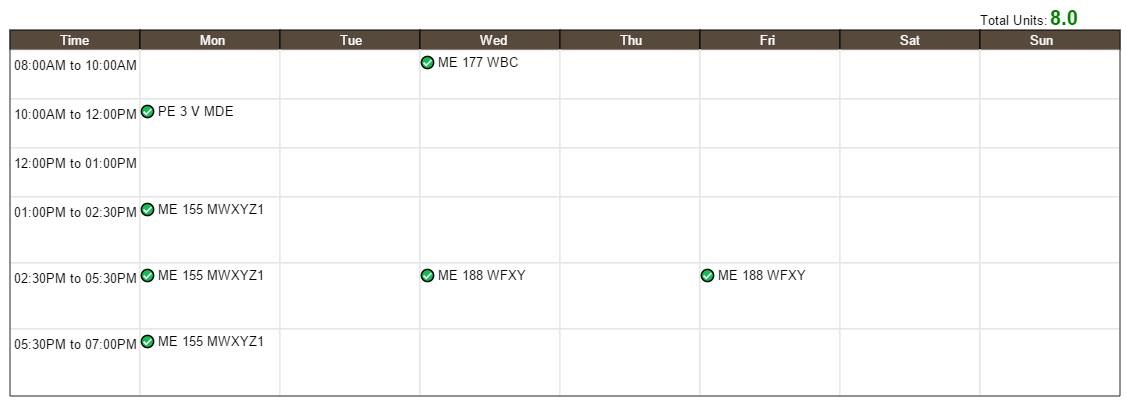 Total Units: 8.0
Time Mon Tue Wed Thu Fri Sat Sun
08:00AM to 10:00AM ME 177 WBC
10:00AM to 12:00PM PE 3 V MDE
12:00PM to 01:00PM
01:00PM to 02:30PM ME 155 MWXYZ1
02:30PM to 05:30PM ME 155 MWXYZ1 ME 188 WFXY ME 188 WFXY
05:30PM to 07:00PM ME 155 MWXYZ1